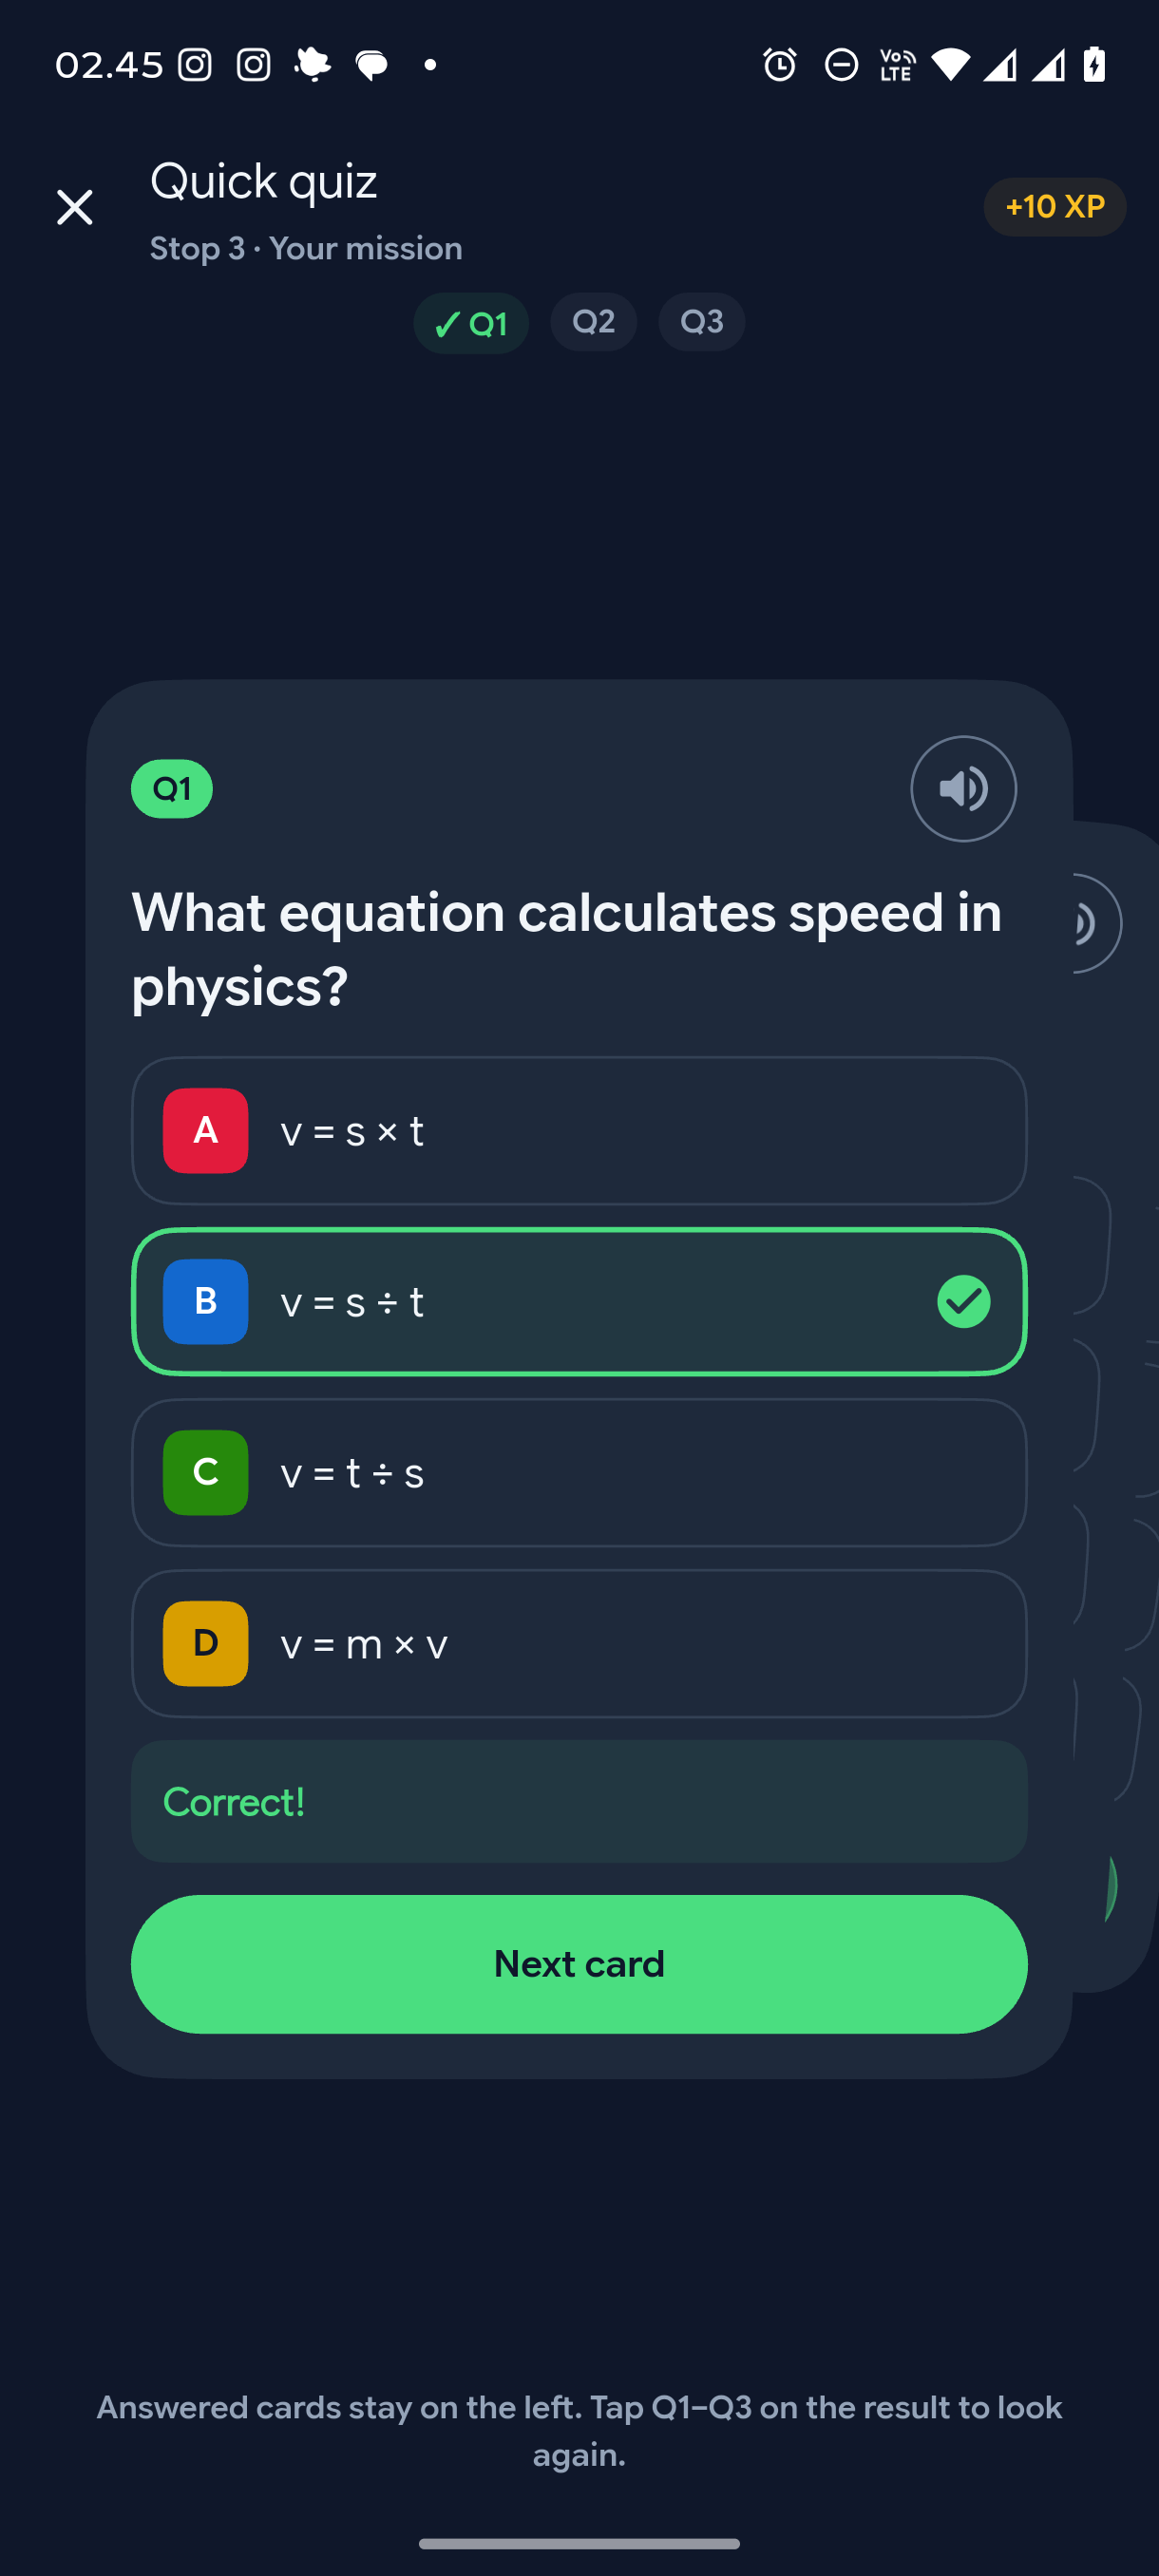 02.45
VoLTE
Quick quiz
+10 XP
Stop 3 · Your mission
✓ Q1 Q2 Q3
Q1
What equation calculates speed in
physics?
A v = s × t
B v = s ÷ t
C v = t ÷ s
D v = m × v
Correct!
Next card
Answered cards stay on the left. Tap Q1–Q3 on the result to look
again.